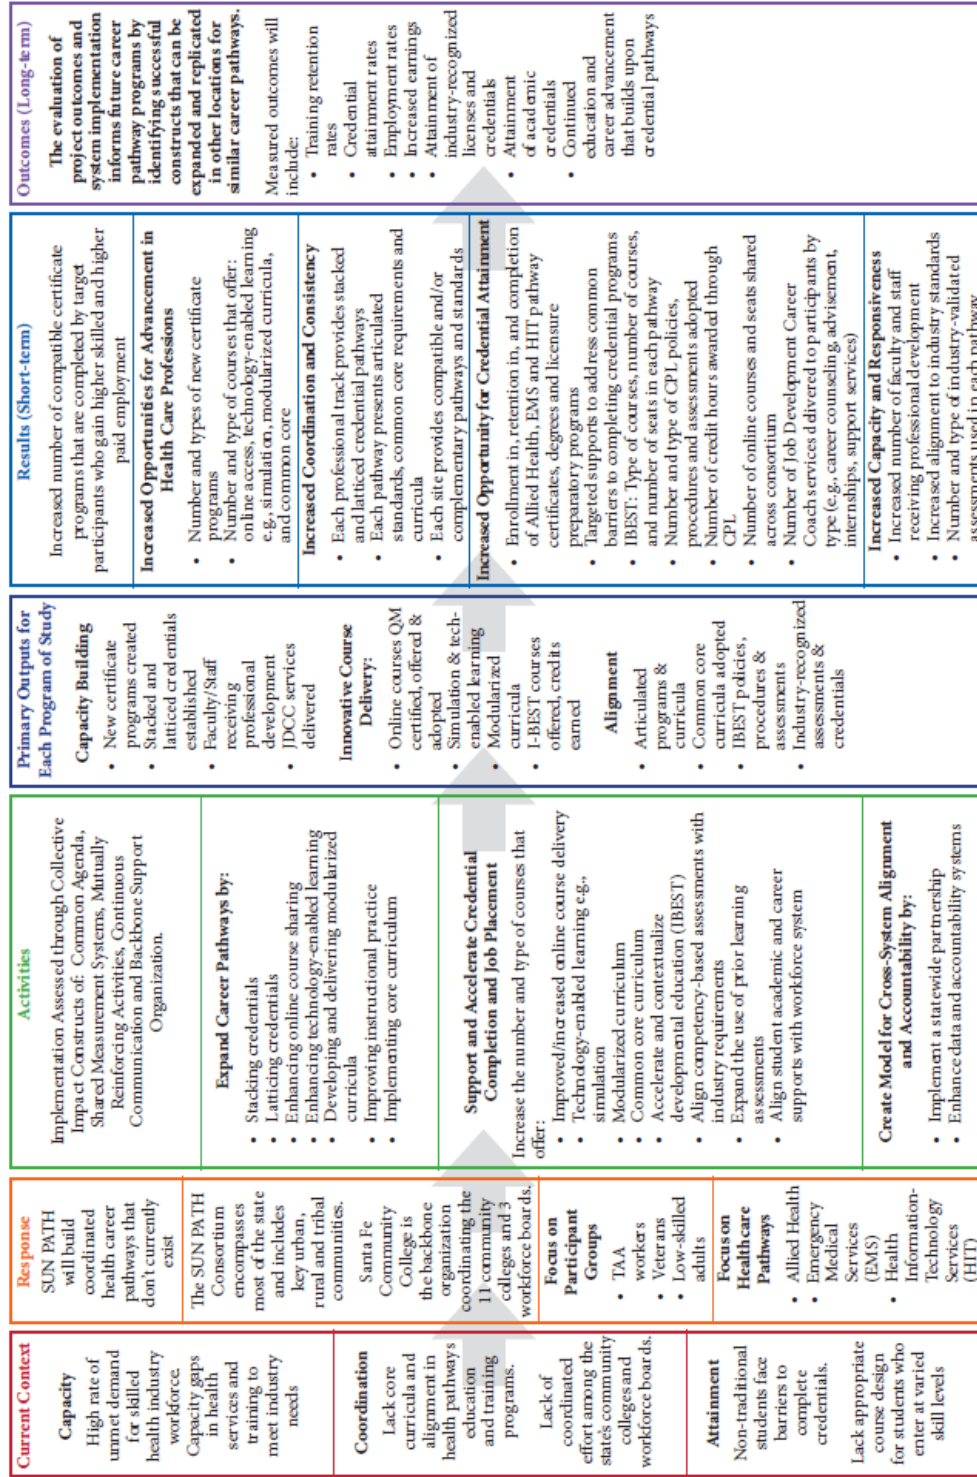 Current Context
Capacity
High rate of
unmet demand
for skilled
health industry
workforce.
Capacity gaps
in health
services and
training to
meet industry
needs
Coordination
Lack core
curricula and
alignment in
health pathways
education
and training
programs.
Lack of
coordinated
effort among the
state's community
colleges and
workforce boards.
Attainment
Non-traditional
students face
barriers to
complete
credentials.
Lack appropriate
course design
for students who
enter at varied
skill levels
Response
SUN PATH
will build
coordinated
health career
pathways that
don't currently
exist
The SUN PATH
Consortium
encompasses
most of the state
and includes
key urban,
rural and tribal
communities.
Santa Fe
Community
College is
the backbone
organization
coordinating the
11 community
colleges and 3
workforce boards.
Focus on
Participant
Groups
• TAA
workers
• Veterans
• Low-skilled
adults
Focus on
Healthcare
Pathways
• Allied Health
• Emergency
Medical
Services
(EMS)
• Health
Information-
Technology
Services
(HIT)
Activities
Implementation Assessed through Collective
Impact Constructs of: Common Agenda,
Shared Measurement Systems, Mutually
Reinforcing Activities, Continuous
Communication and Backbone Support
Organization.
Expand Career Pathways by:
• Stacking credentials
• Latticing credentials
• Enhancing online course sharing
• Enhancing technology-enabled learning
• Developing and delivering modularized
curricula
• Improving instructional practice
• Implementing core curriculum
Support and Accelerate Credential
Completion and Job Placement
Increase the number and type of courses that
offer:
• Improved/increased online course delivery
• Technology-enabled learning e.g.,
simulation
• Modularized curriculum
• Common core curriculum
• Accelerate and contextualize
developmental education (IBEST)
• Align competency-based assessments with
industry requirements
• Expand the use of prior learning
assessments
• Align student academic and career
supports with workforce system
Create Model for Cross-System Alignment
and Accountability by:
• Implement a statewide partnership
• Enhance data and accountability systems
Primary Outputs for
Each Program of Study
Capacity Building
• New certificate
programs created
• Stacked and
latticed credentials
established
• Faculty/Staff
receiving
professional
development
• JDCC services
delivered
Innovative Course
Delivery:
• Online courses QM
certified, offered &
adopted
• Simulation & tech-
enabled learning
• Modularized
curricula
• I-BEST courses
offered, credits
earned
Alignment
• Articulated
programs &
curricula
• Common core
curricula adopted
• IBEST policies,
procedures &
assessments
• Industry-recognized
assessments &
credentials
Results (Short-term)
Increased number of compatible certificate
programs that are completed by target
participants who gain higher skilled and higher
paid employment
Increased Opportunities for Advancement in
Health Care Professions
• Number and types of new certificate
programs
• Number and type of courses that offer:
online access, technology-enabled learning
e.g., simulation, modularized curricula,
and common core
Increased Coordination and Consistency
• Each professional track provides stacked
and latticed credential pathways
• Each pathway presents articulated
standards, common core requirements and
curricula
• Each site provides compatible and/or
complementary pathways and standards
Increased Opportunity for Credential Attainment
• Enrollment in, retention in, and completion
of Allied Health, EMS and HIT pathway
certificates, degrees and licensure
preparatory programs
• Targeted supports to address common
barriers to completing credential programs
• IBEST: Type of courses, number of courses,
and number of seats in each pathway
• Number and type of CPL policies,
procedures and assessments adopted
• Number of credit hours awarded through
CPL
• Number of online courses and seats shared
across consortium
• Number of Job Development Career
Coach services divered to participants by
type (e.g., career counseling, advisement,
internships, support services)
Increased Capacity and Responsiveness
• Increased number of faculty and staff
receiving professional development
• Increased alignment to industry standards
• Number and type of industry-validated
assessments used in each pathway
Outcomes (Long-term)
The evaluation of
project outcomes and
system implementation
informs future career
pathway programs by
identifying successful
constructs that can be
expanded and replicated
in other locations for
similar career pathways.
Measured outcomes will
include:
• Training retention
rates
• Credential
attainment rates
• Employment rates
• Increased earnings
• Attainment of
industry-recognized
licenses and
credentials
• Attainment
of academic
credentials
• Continued
education and
career advancement
that builds upon
credential pathways